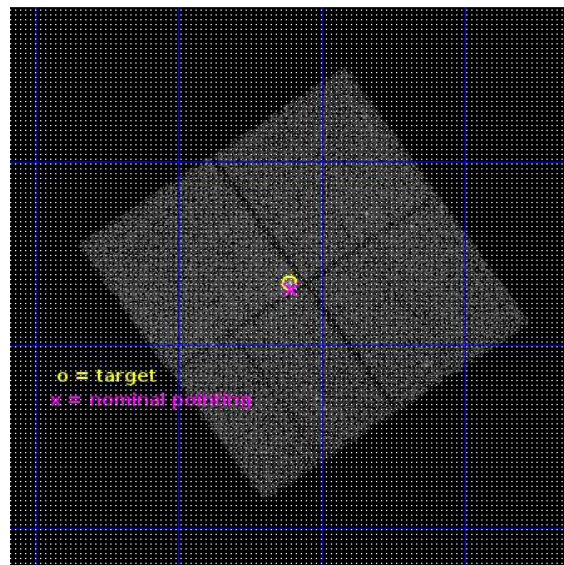 o = target
x = nominal pointing